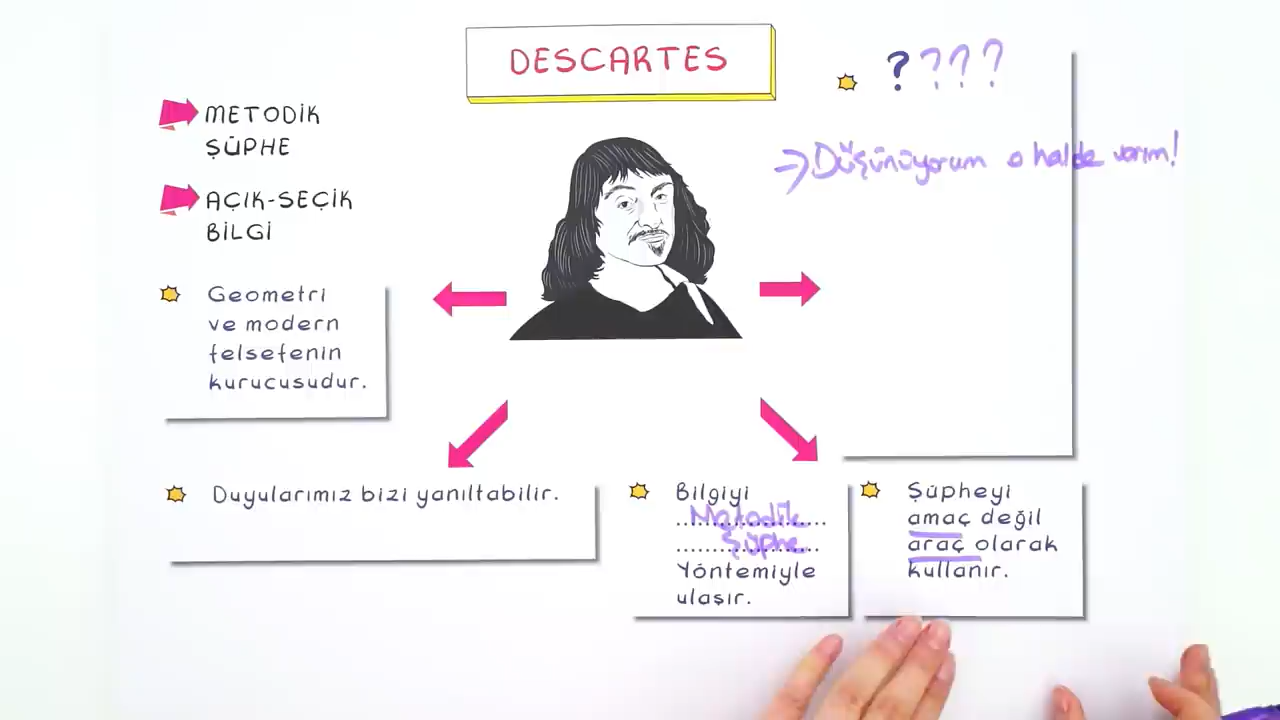 DESCARTES
METODİK
ŞÜPHE
AÇIK-SEÇİK
BİLGİ
Geometri
ve modern
felsefenin
kurucusudur.
? ? ? ?
→ Düşünüyorum o halde varım!
Duyularımız bizi yanıltabilir.
Bilgiyi
Metodik
Şüphe
Yöntemiyle
ulaşır.
Şüpheyi
amaç değil
araç olarak
kullanır.